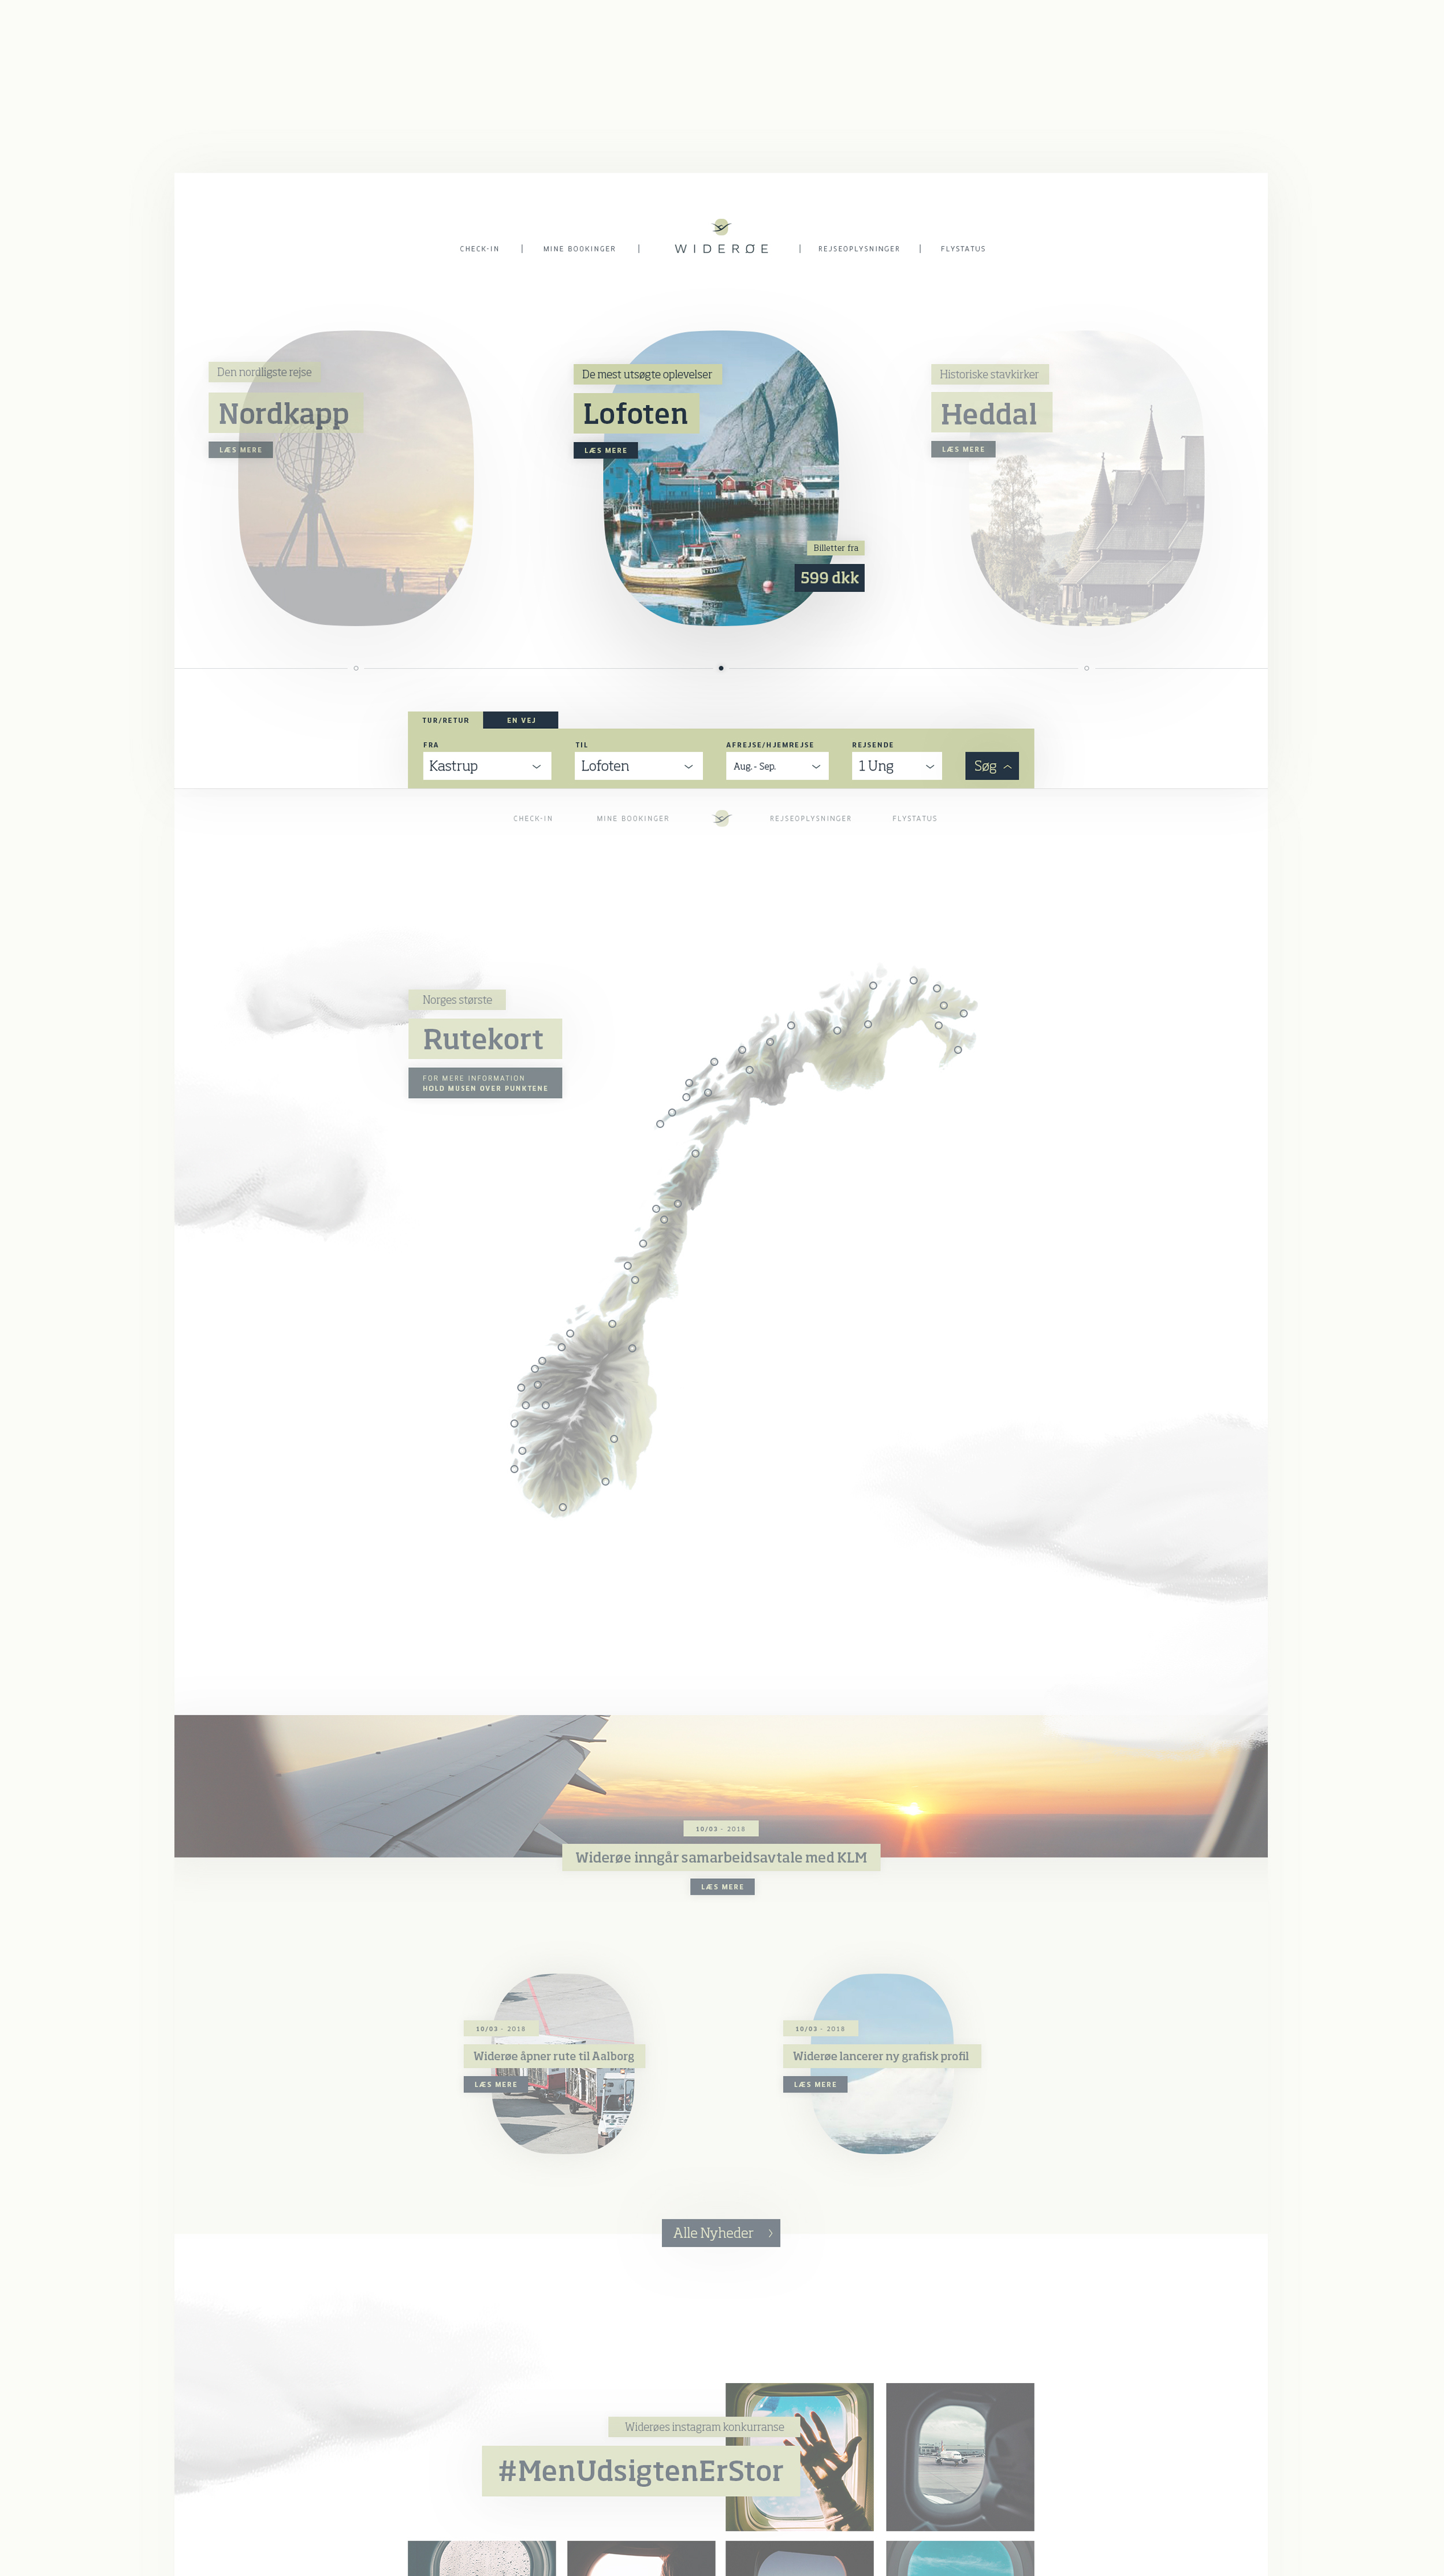 CHECK-IN | MINE BOOKINGER | WIDERØE | REJSEOPLYSNINGER | FLYSTATUS
Den nordligste rejse
Nordkapp
LÆS MERE
De mest utsøgte oplevelser
Lofoten
LÆS MERE
Billetter fra
599 dkk
Historiske stavkirker
Heddal
LÆS MERE
TUR/RETUR EN VEJ
FRA TIL AFREJSE/HJEMREJSE REJSENDE
Kastrup Lofoten Aug. - Sep. 1 Ung Søg
CHECK-IN MINE BOOKINGER REJSEOPLYSNINGER FLYSTATUS
Norges største
Rutekort
FOR MERE INFORMATION
HOLD MUSEN OVER PUNKTENE
10/03 - 2018
Widerøe inngår samarbeidsavtale med KLM
LÆS MERE
10/03 - 2018
Widerøe åpner rute til Aalborg
LÆS MERE
10/03 - 2018
Widerøe lancerer ny grafisk profil
LÆS MERE
Alle Nyheder
Widerøes instagram konkurranse
#MenUdsigtenErStor